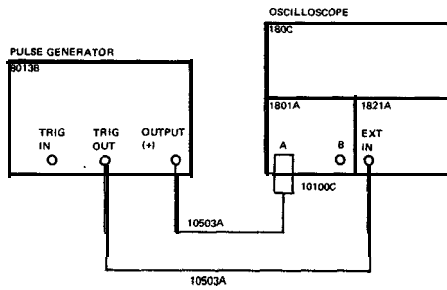 OSCILLOSCOPE
180C
PULSE GENERATOR
8013B
1801A
1821A
TRIG IN
TRIG OUT
OUTPUT (+)
A
B
EXT IN
10100C
10503A
10503A